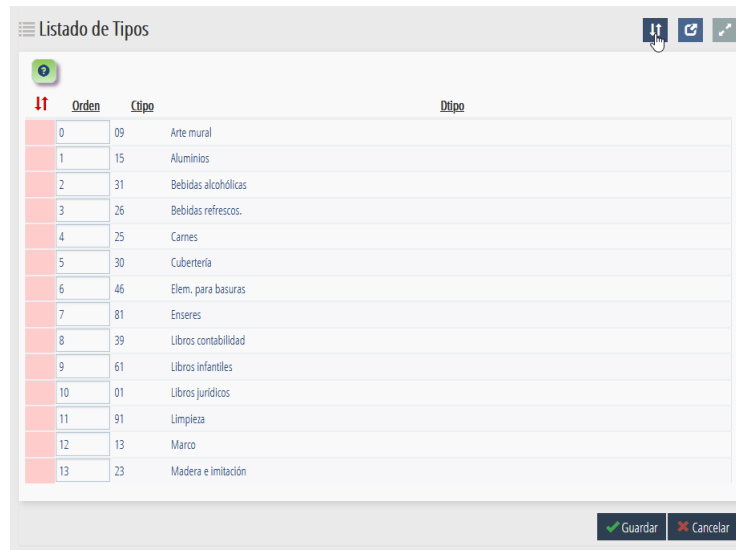 Listado de Tipos
Orden Ctipo Dtipo
0 09 Arte mural
1 15 Aluminios
2 31 Bebidas alcohólicas
3 26 Bebidas refrescos.
4 25 Carnes
5 30 Cubertería
6 46 Elem. para basuras
7 81 Enseres
8 39 Libros contabilidad
9 61 Libros infantiles
10 01 Libros jurídicos
11 91 Limpieza
12 13 Marco
13 23 Madera e imitación
Guardar Cancelar